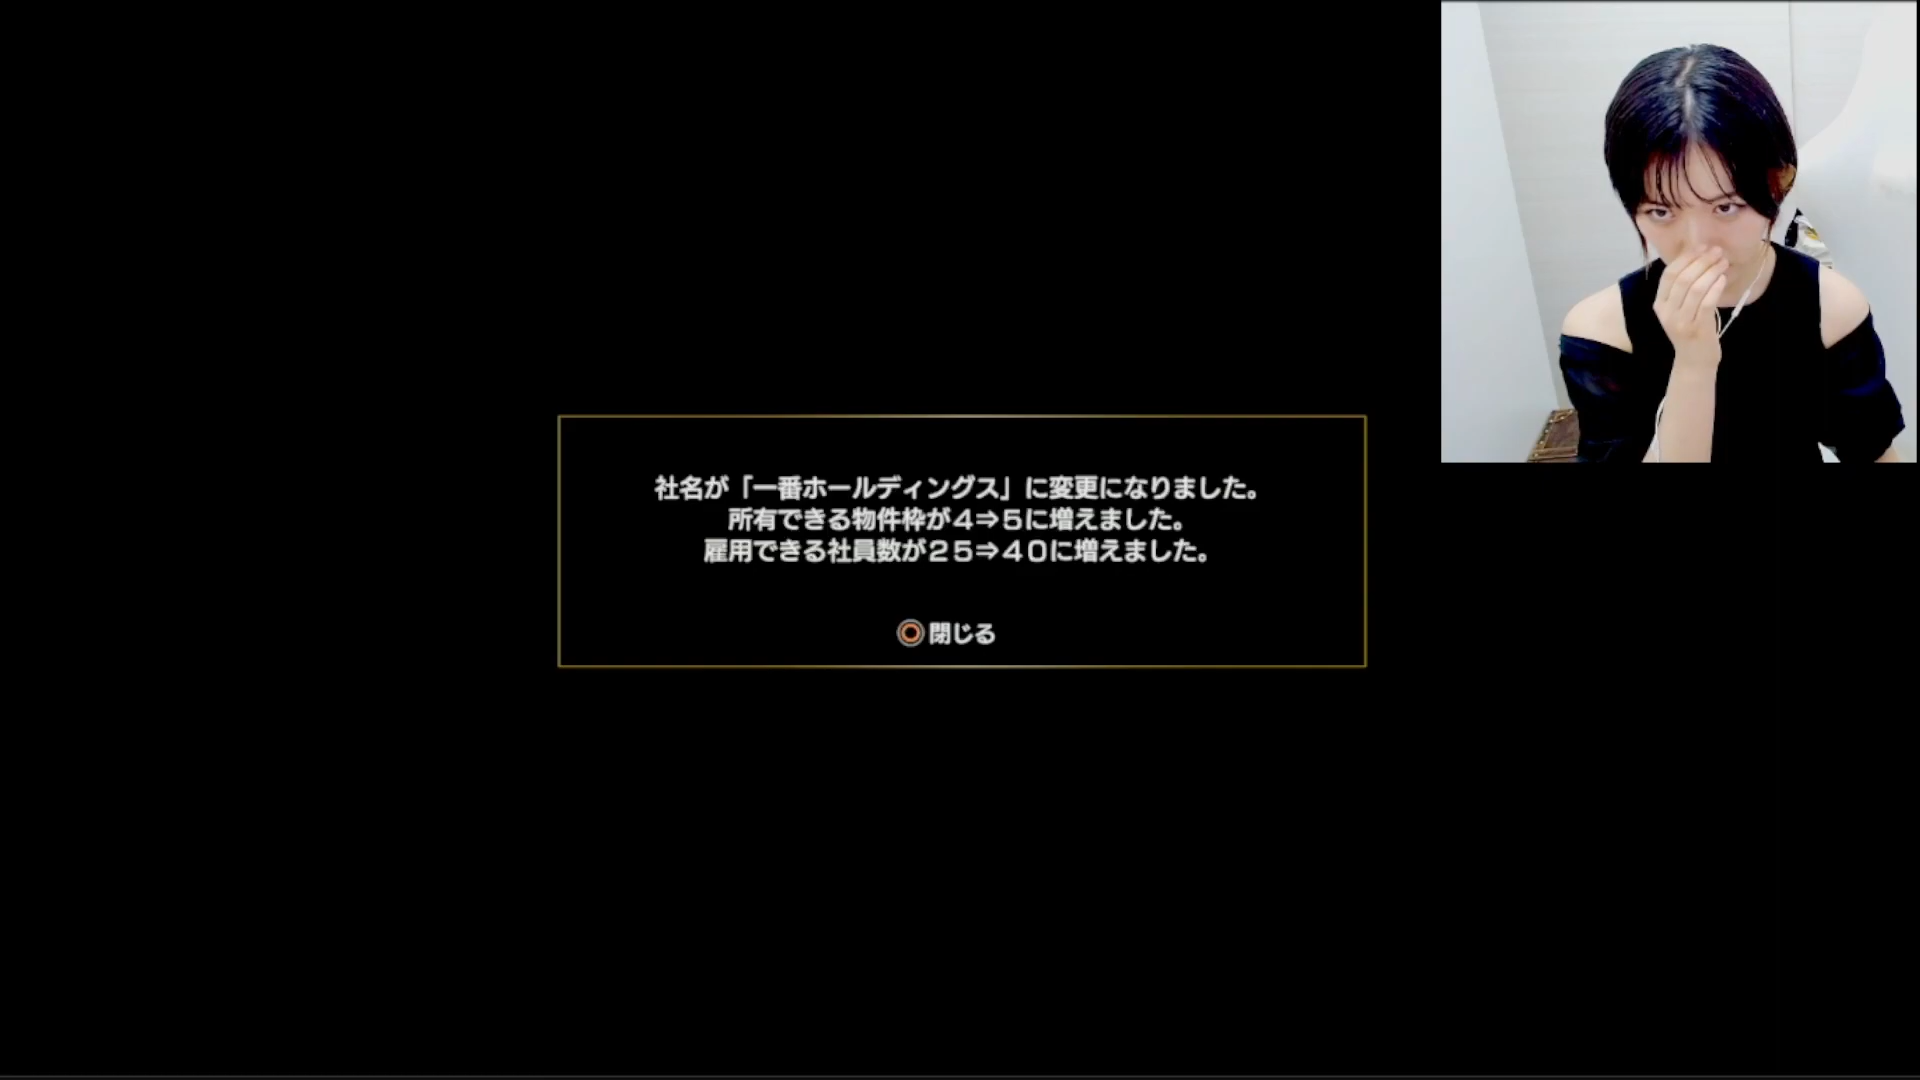 社名が「一番ホールディングス」に変更になりました。
所有できる物件枠が４⇒５に増えました。
雇用できる社員数が２５⇒４０に増えました。
閉じる